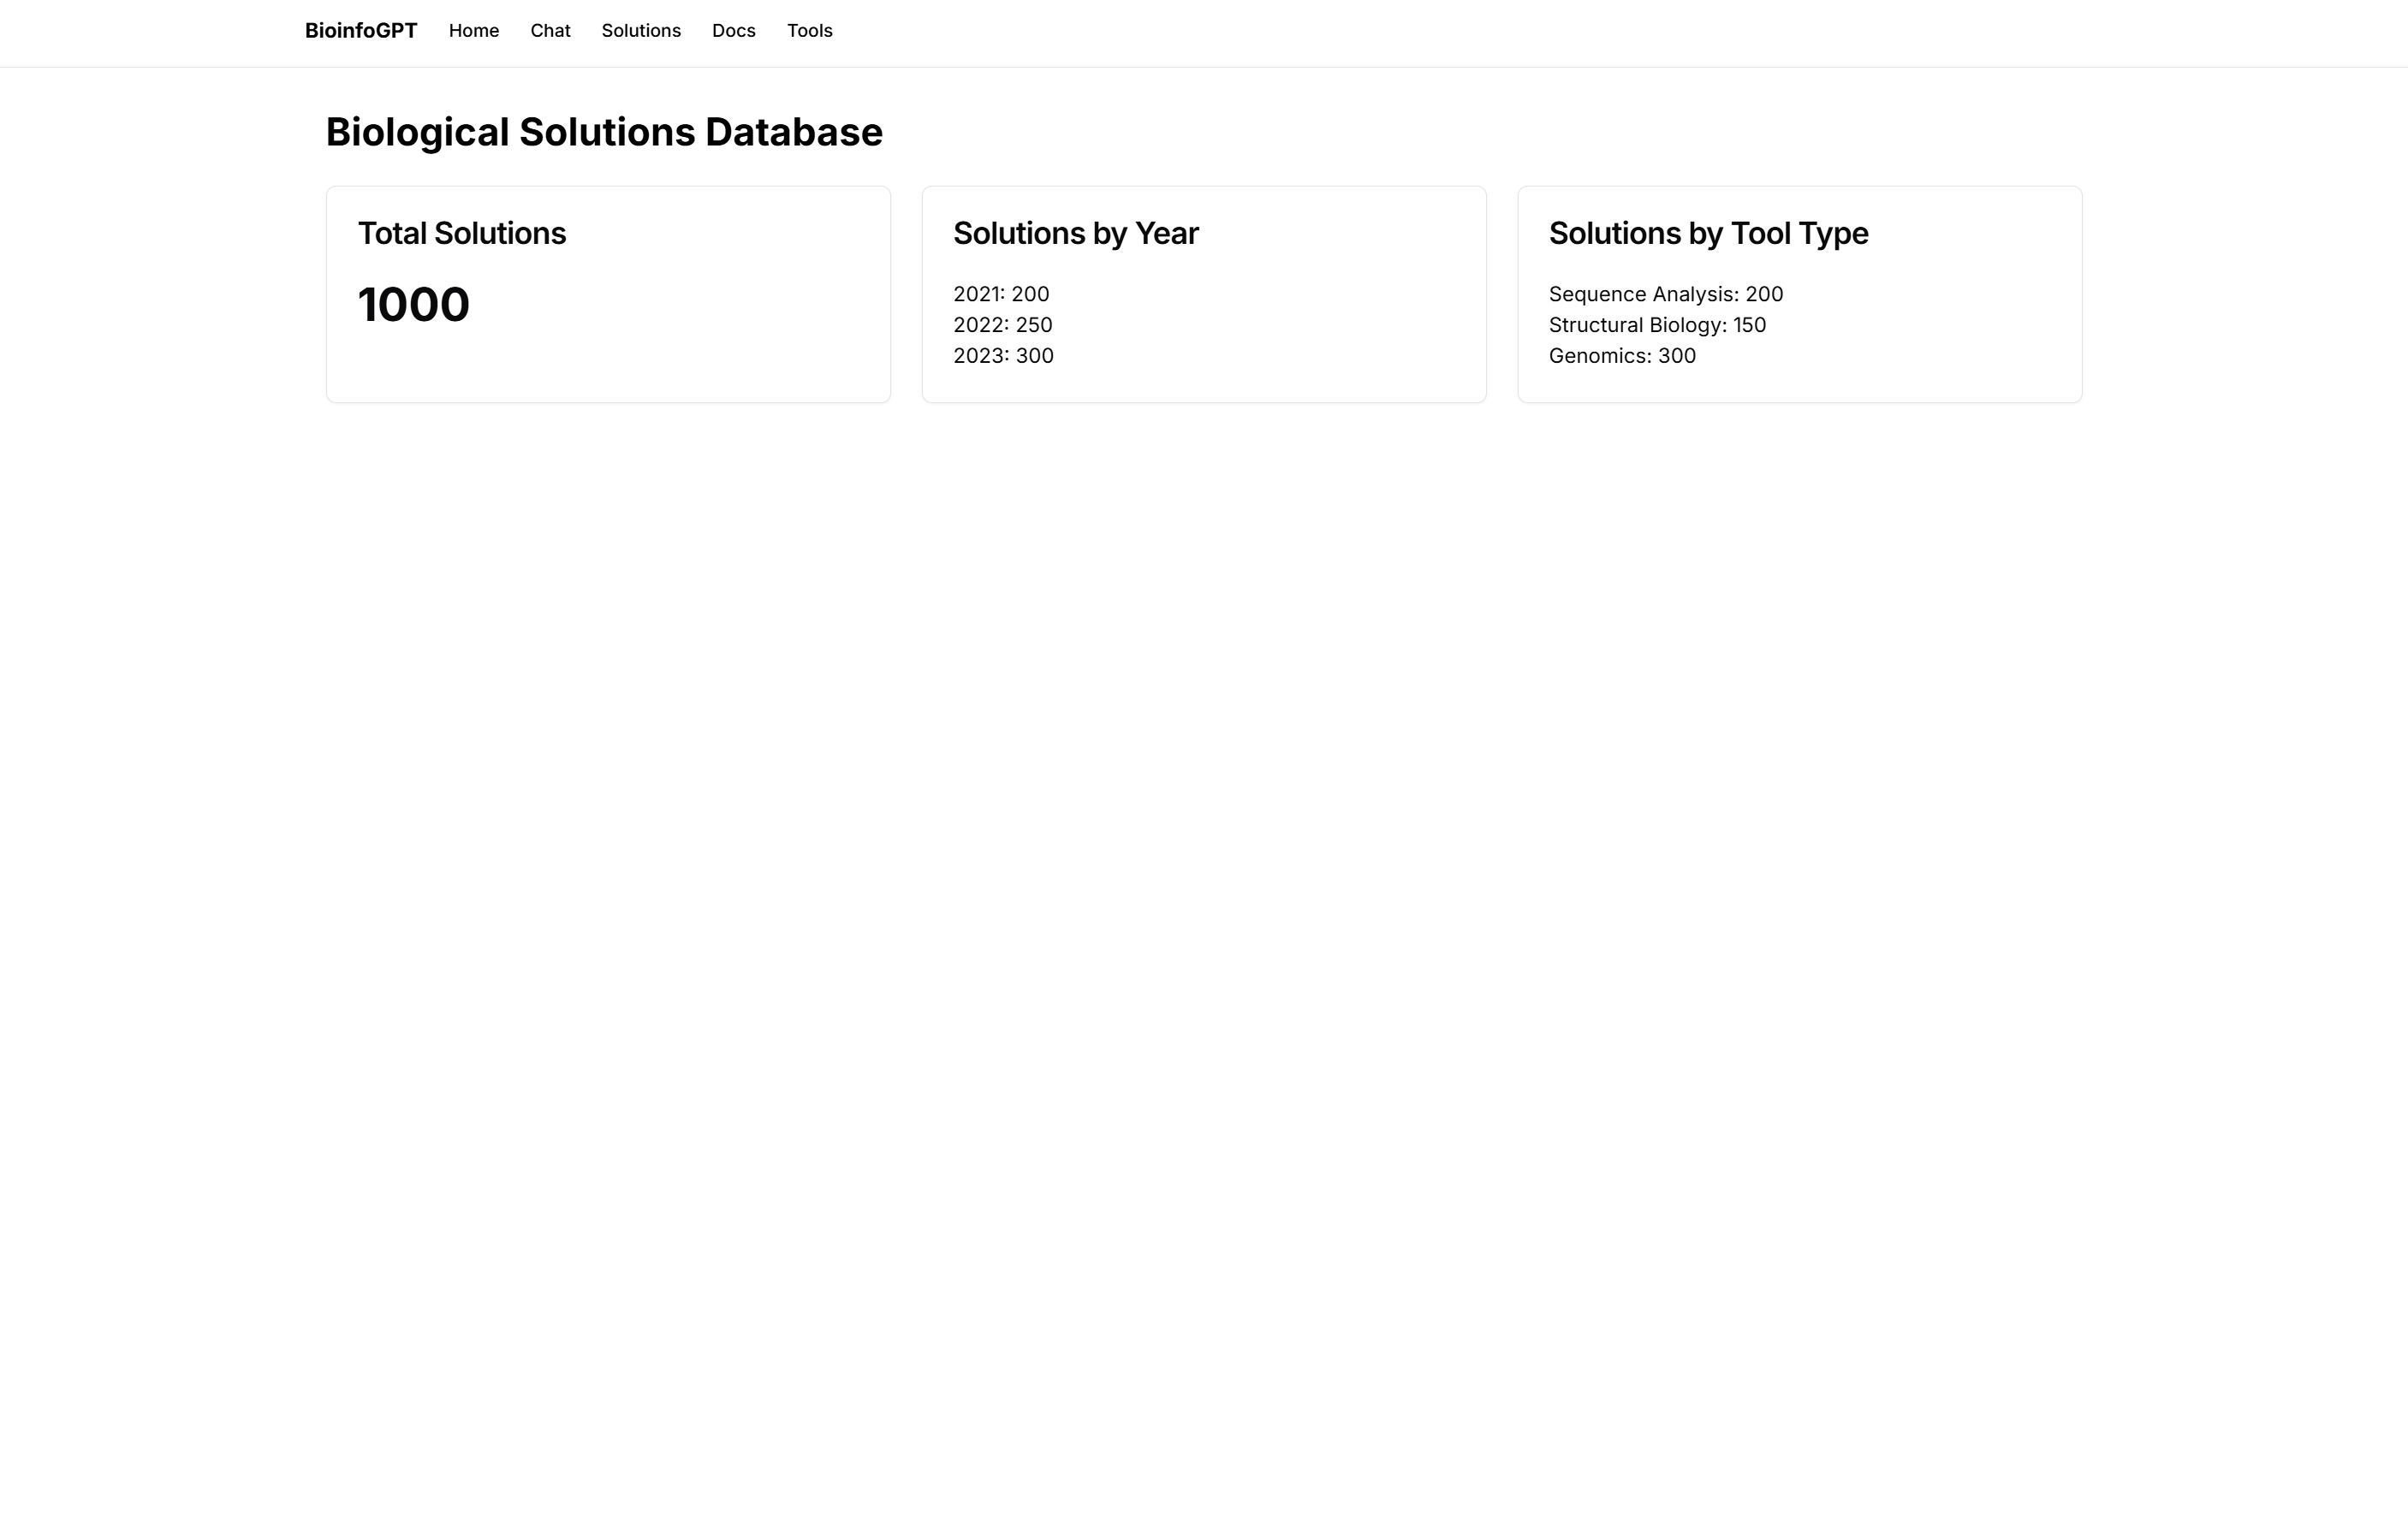 BioinfoGPT Home Chat Solutions Docs Tools
Biological Solutions Database
Total Solutions
1000
Solutions by Year
2021: 200
2022: 250
2023: 300
Solutions by Tool Type
Sequence Analysis: 200
Structural Biology: 150
Genomics: 300